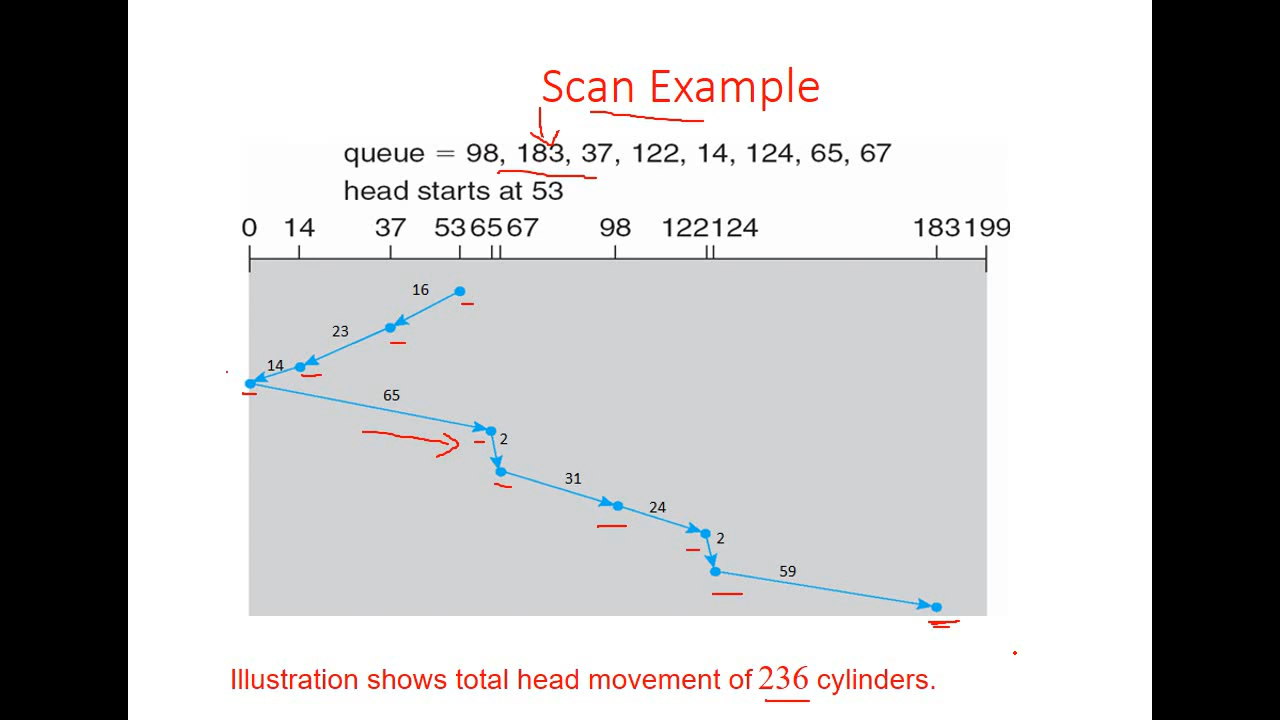 Scan Example
queue = 98, 183, 37, 122, 14, 124, 65, 67
head starts at 53
0 14 37 53 65 67 98 122 124 183 199
16
23
14
65
2
31
24
2
59
Illustration shows total head movement of 236 cylinders.